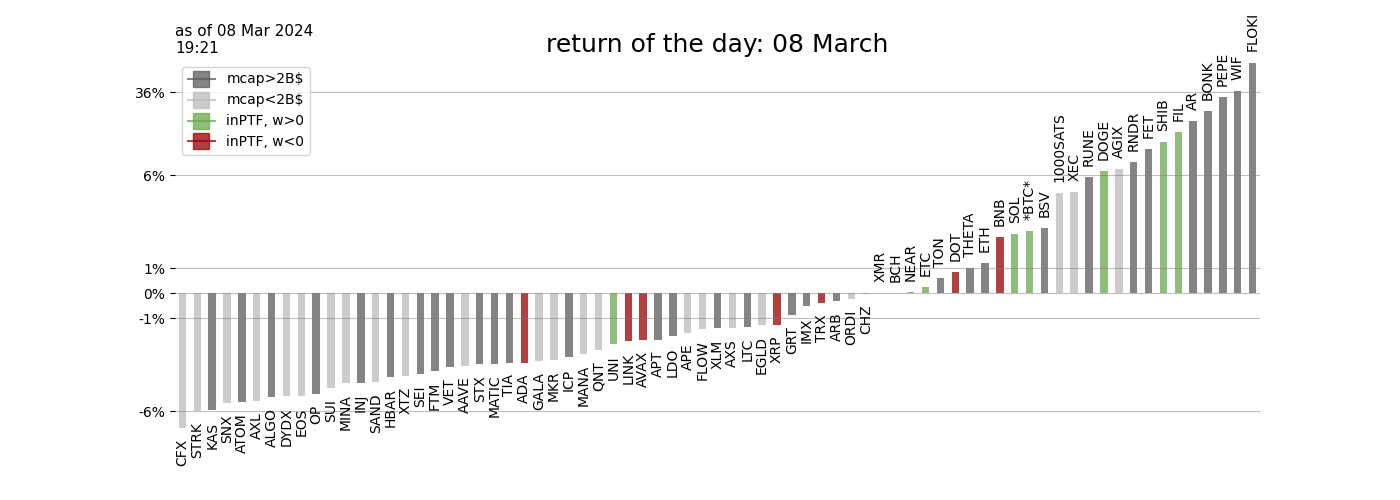 as of 08 Mar 2024
19:21
return of the day: 08 March
mcap>2B$
mcap<2B$
inPTF, w>0
inPTF, w<0
36%
6%
1%
0%
-1%
-6%
CFX
STRK
KAS
SNX
ATOM
AXL
ALGO
DYDX
EOS
OP
SUI
MINA
INJ
SAND
HBAR
XTZ
SEI
FTM
VET
AAVE
STX
MATIC
TIA
ADA
GALA
MKR
ICP
MANA
QNT
UNI
LINK
AVAX
APT
LDO
APE
FLOW
XLM
AXS
LTC
EGLD
XRP
GRT
IMX
TRX
ARB
ORDI
CHZ
XMR
BCH
NEAR
ETC
TON
DOT
THETA
ETH
BNB
SOL
*BTC*
BSV
1000SATS
XEC
RUNE
DOGE
AGIX
RNDR
FET
SHIB
FIL
AR
BONK
PEPE
WIF
FLOKI